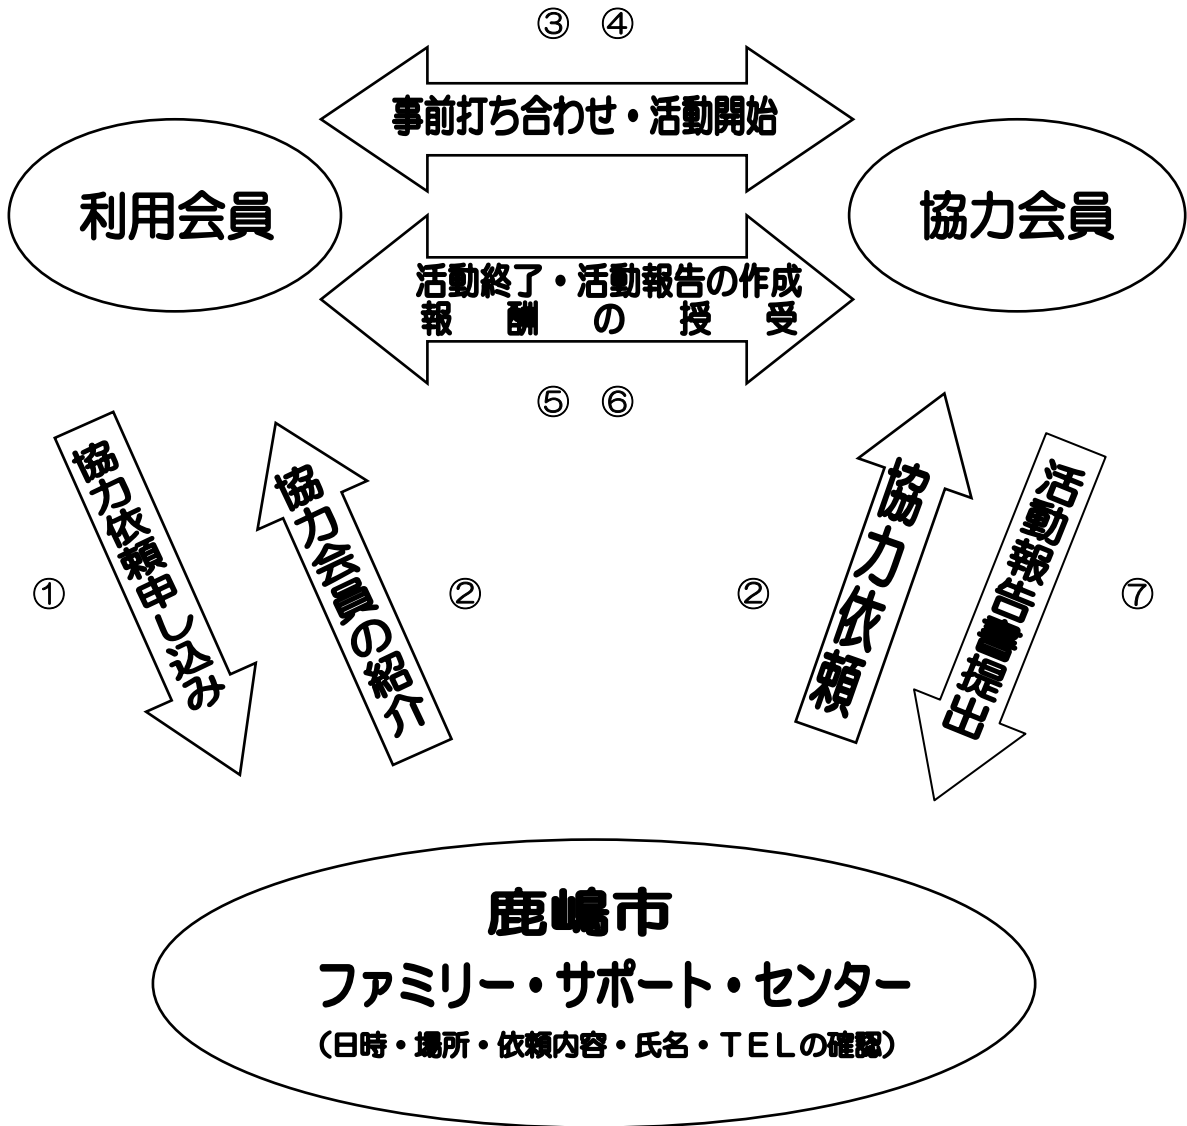 ③ ④
事前打ち合わせ・活動開始
利用会員
協力会員
活動終了・活動報告の作成
報酬の授受
⑤ ⑥
協力依頼申し込み
協力会員の紹介
協力依頼
活動報告書提出
①
②
②
⑦
鹿嶋市
ファミリー・サポート・センター
（日時・場所・依頼内容・氏名・ＴＥＬの確認）